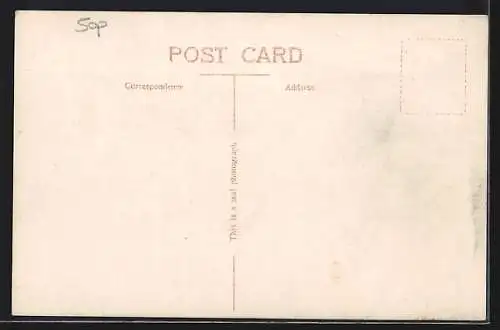 50p
POST CARD
Correspondence
Address
This is a real photograph.